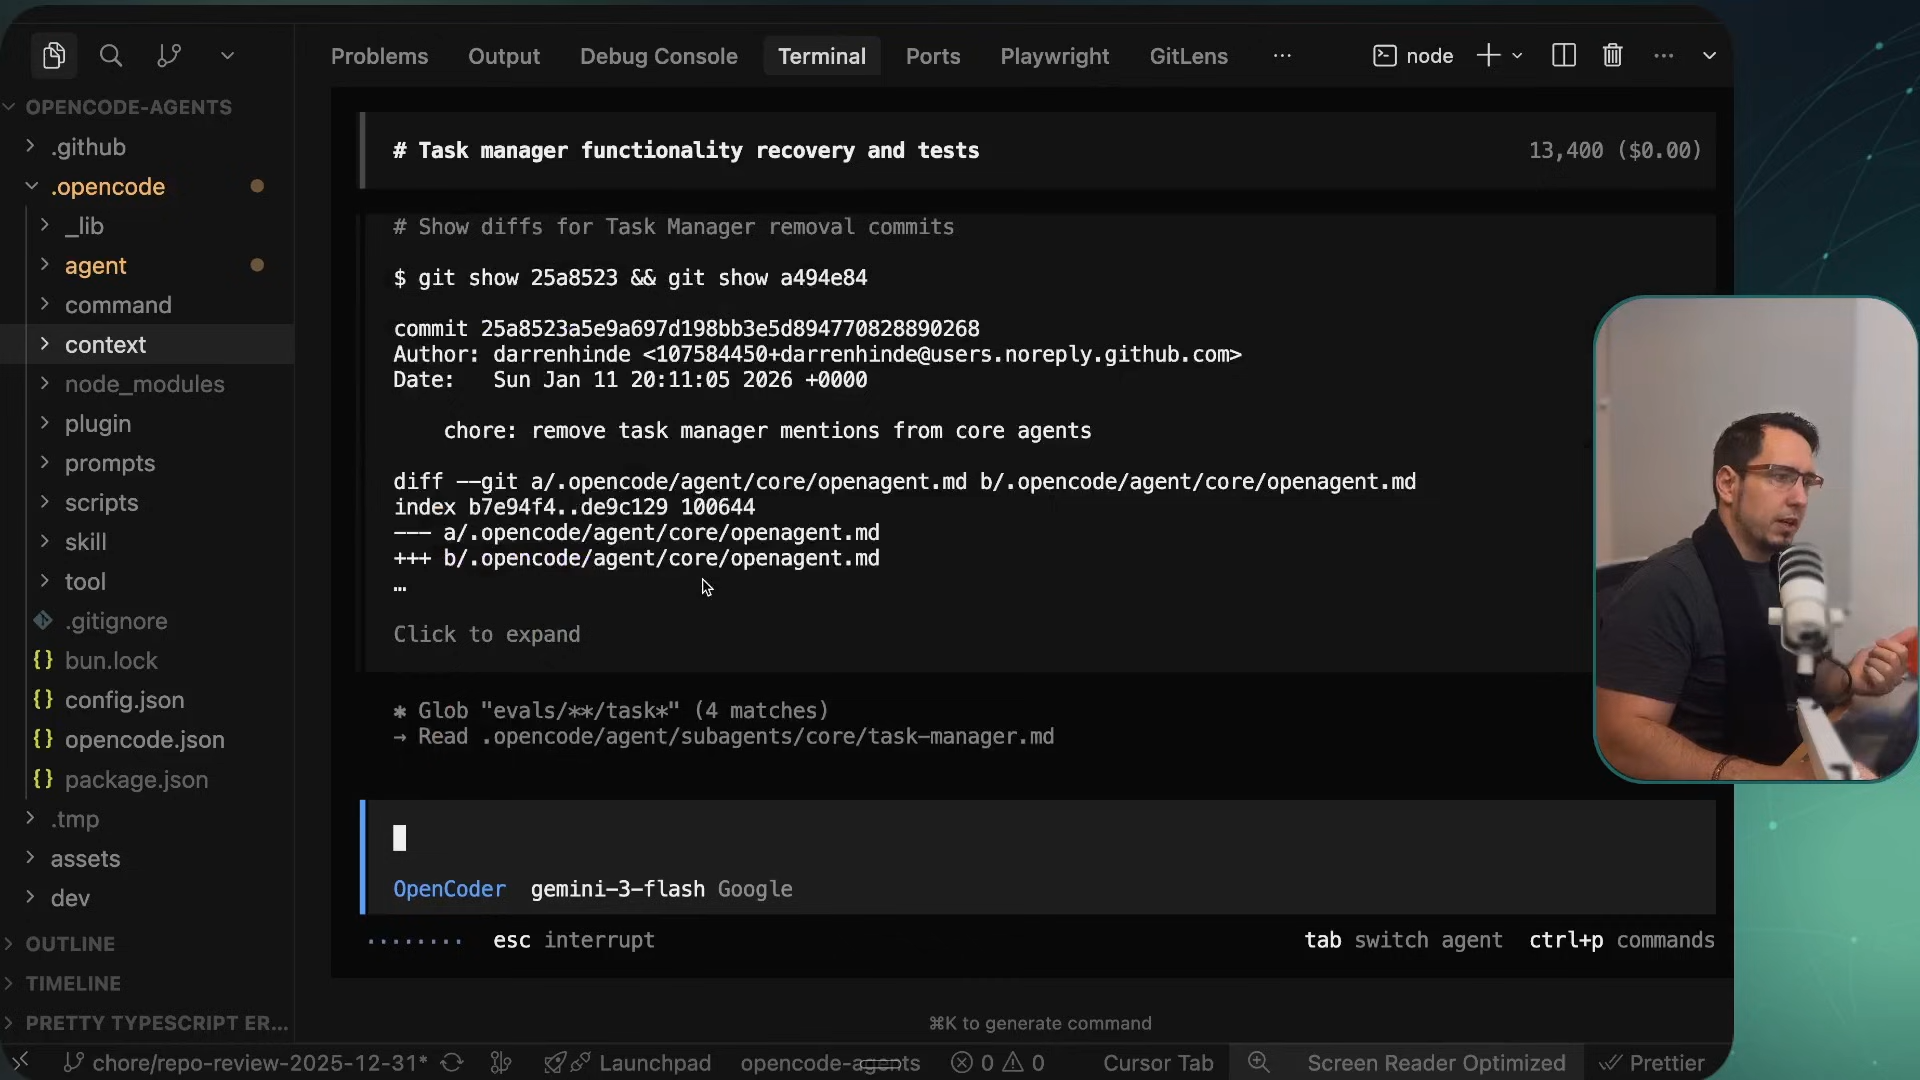 Problems Output Debug Console Terminal Ports Playwright GitLens ··· node
OPENCODE-AGENTS
.github
.opencode
_lib
agent
command
context
node_modules
plugin
prompts
scripts
skill
tool
.gitignore
{} bun.lock
{} config.json
{} opencode.json
{} package.json
.tmp
assets
dev
OUTLINE
TIMELINE
PRETTY TYPESCRIPT ER...
# Task manager functionality recovery and tests 13,400 ($0.00)
# Show diffs for Task Manager removal commits
$ git show 25a8523 && git show a494e84
commit 25a8523a5e9a697d198bb3e5d894770828890268
Author: darrenhinde <107584450+darrenhinde@users.noreply.github.com>
Date: Sun Jan 11 20:11:05 2026 +0000
chore: remove task manager mentions from core agents
diff --git a/.opencode/agent/core/openagent.md b/.opencode/agent/core/openagent.md
index b7e94f4..de9c129 100644
--- a/.opencode/agent/core/openagent.md
+++ b/.opencode/agent/core/openagent.md
…
Click to expand
✱ Glob "evals/**/task*" (4 matches)
→ Read .opencode/agent/subagents/core/task-manager.md
OpenCoder gemini-3-flash Google
esc interrupt tab switch agent ctrl+p commands
⌘K to generate command
chore/repo-review-2025-12-31* Launchpad opencode-agents 0 0 Cursor Tab Screen Reader Optimized Prettier